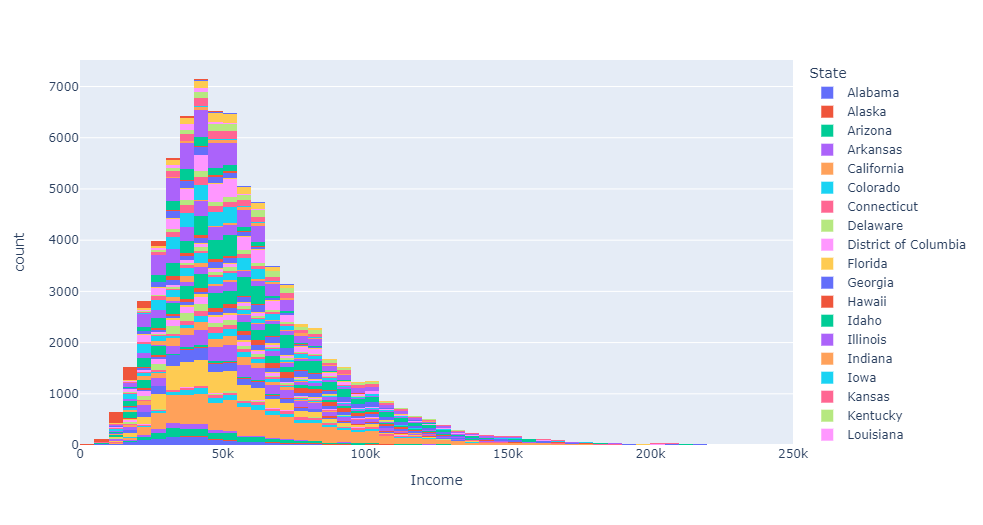 State
Alabama
Alaska
Arizona
Arkansas
California
Colorado
Connecticut
Delaware
District of Columbia
Florida
Georgia
Hawaii
Idaho
Illinois
Indiana
Iowa
Kansas
Kentucky
Louisiana
count
7000
6000
5000
4000
3000
2000
1000
0
0 50k 100k 150k 200k 250k
Income